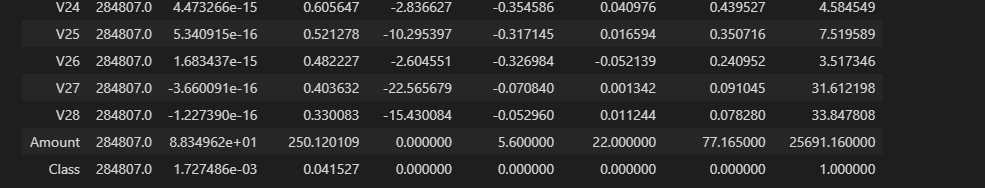 V24 284807.0 4.473266e-15 0.605647 -2.836627 -0.354586 0.040976 0.439527 4.584549
V25 284807.0 5.340915e-16 0.521278 -10.295397 -0.317145 0.016594 0.350716 7.519589
V26 284807.0 1.683437e-15 0.482227 -2.604551 -0.326984 -0.052139 0.240952 3.517346
V27 284807.0 -3.660091e-16 0.403632 -22.565679 -0.070840 0.001342 0.091045 31.612198
V28 284807.0 -1.227390e-16 0.330083 -15.430084 -0.052960 0.011244 0.078280 33.847808
Amount 284807.0 8.834962e+01 250.120109 0.000000 5.600000 22.000000 77.165000 25691.160000
Class 284807.0 1.727486e-03 0.041527 0.000000 0.000000 0.000000 0.000000 1.000000